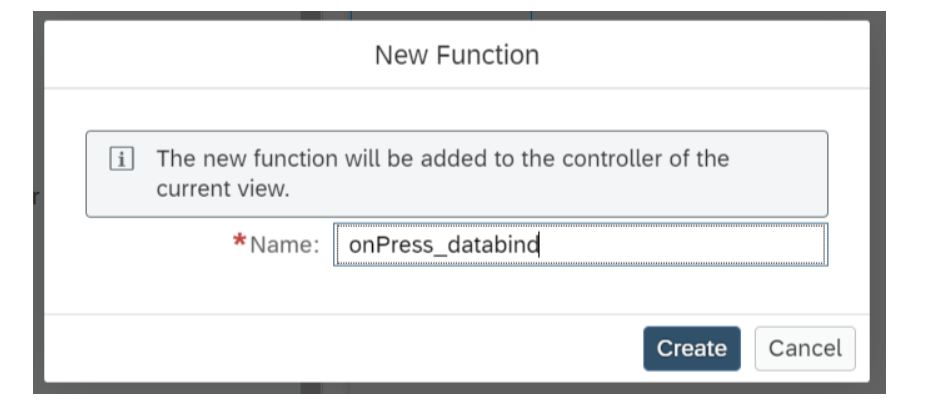 New Function
The new function will be added to the controller of the
current view.
*Name: onPress_databind
Create Cancel